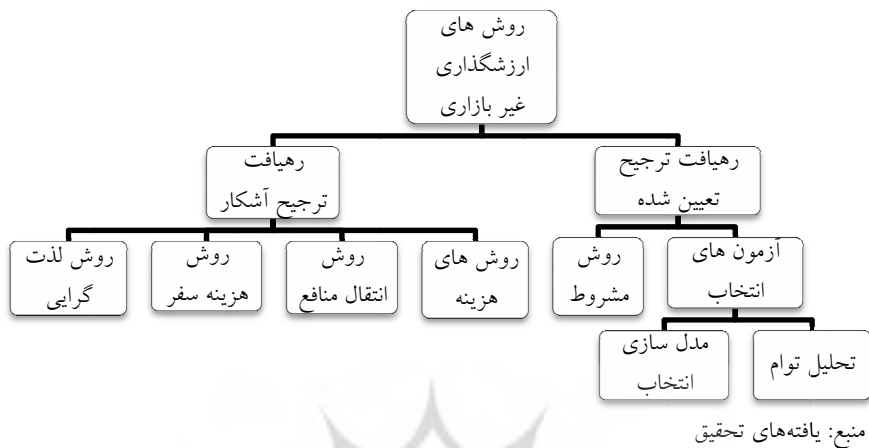 روش های
ارزشگذاری
غیر بازاری
رهیافت ترجیح
تعیین شده
رهیافت
ترجیح آشکار
آزمون های
انتخاب
روش
مشروط
روش های
هزینه
روش
انتقال منافع
روش
هزینه سفر
روش لذت
گرایی
تحلیل توام
مدل سازی
انتخاب
منبع: یافته‌های تحقیق